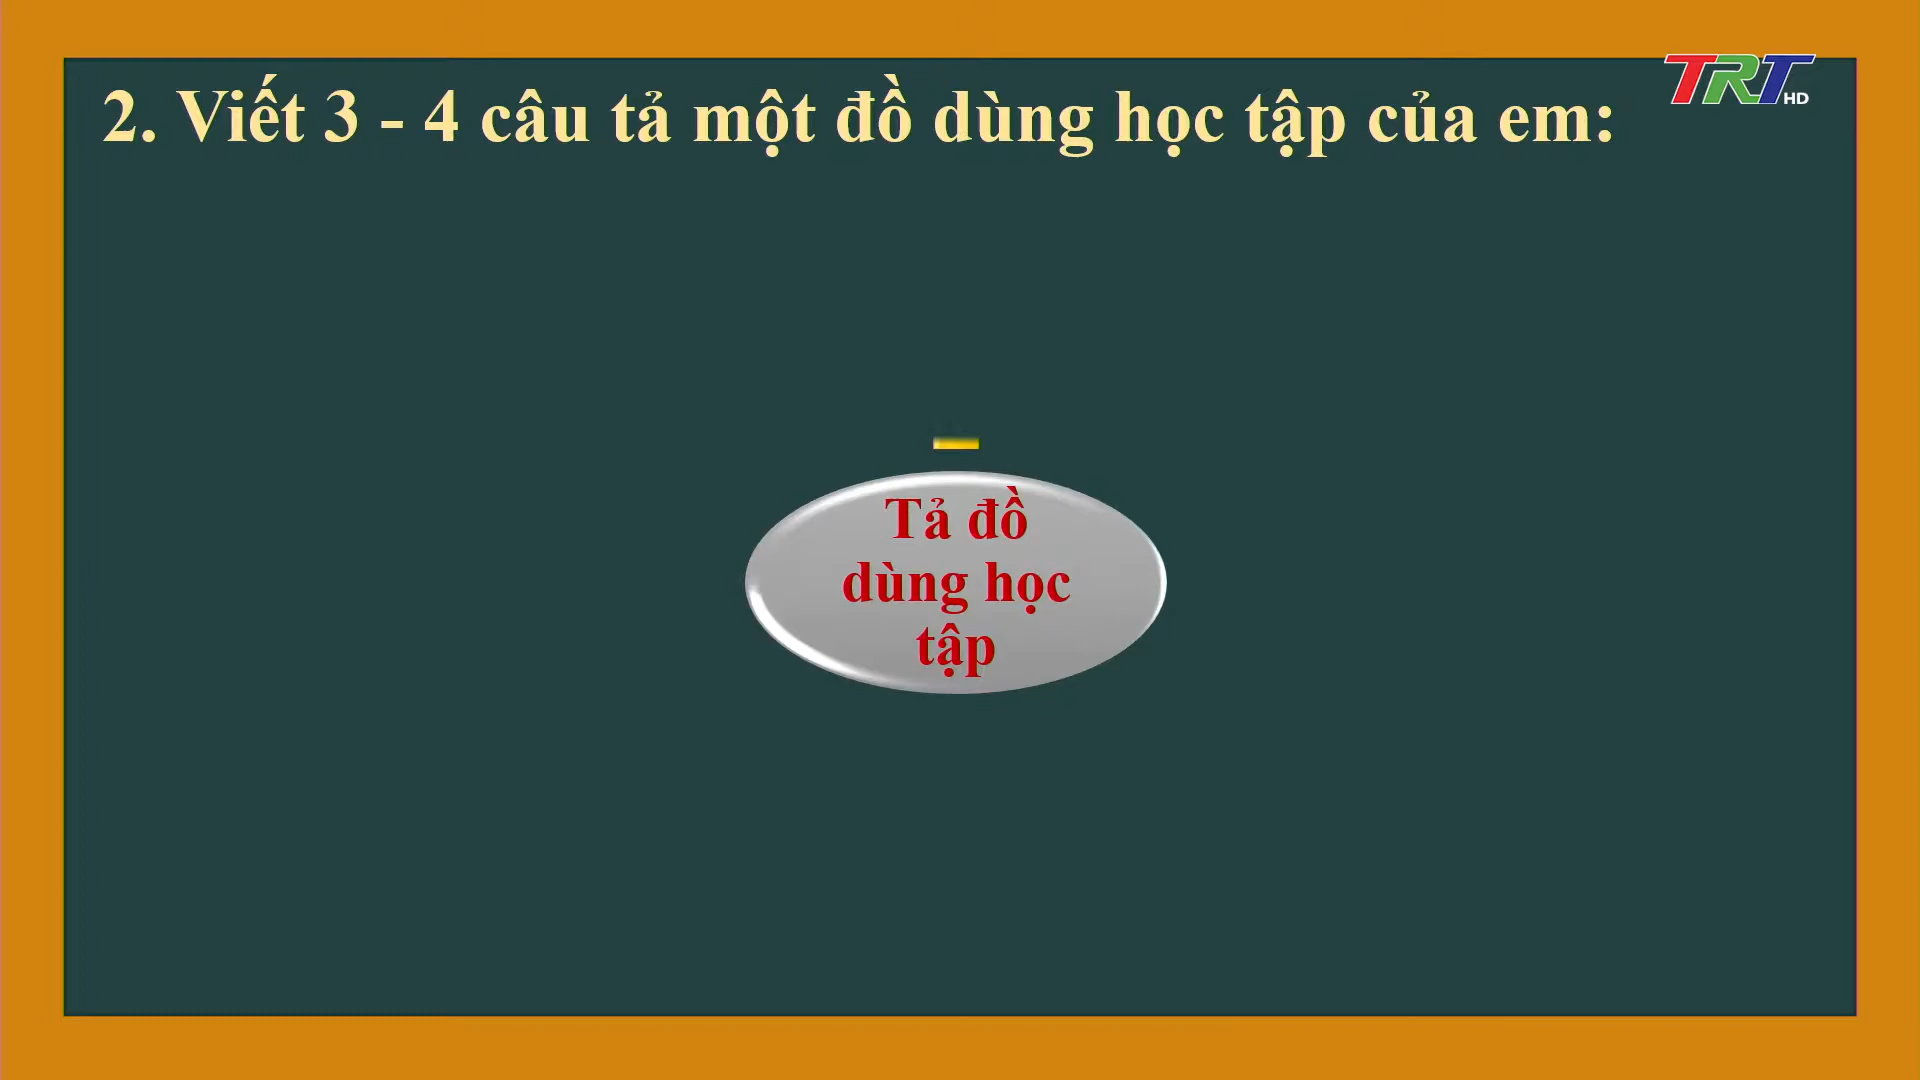 2. Viết 3 - 4 câu tả một đồ dùng học tập của em:
TRT HD
Tả đồ
dùng học
tập